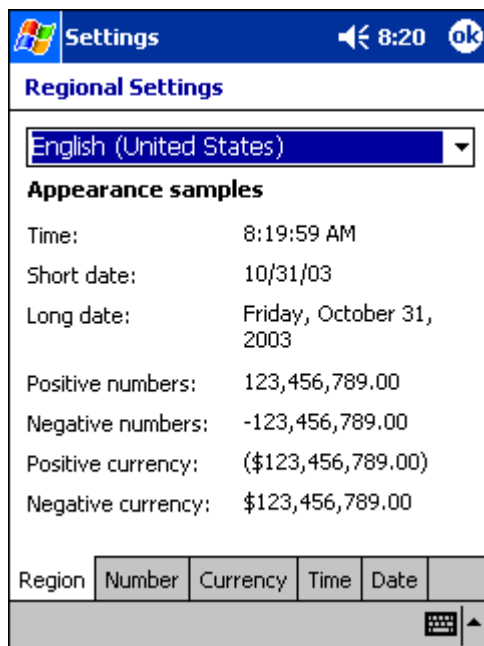 Settings 8:20 ok
Regional Settings
English (United States)
Appearance samples
Time: 8:19:59 AM
Short date: 10/31/03
Long date: Friday, October 31,
2003
Positive numbers: 123,456,789.00
Negative numbers: -123,456,789.00
Positive currency: ($123,456,789.00)
Negative currency: $123,456,789.00
Region Number Currency Time Date